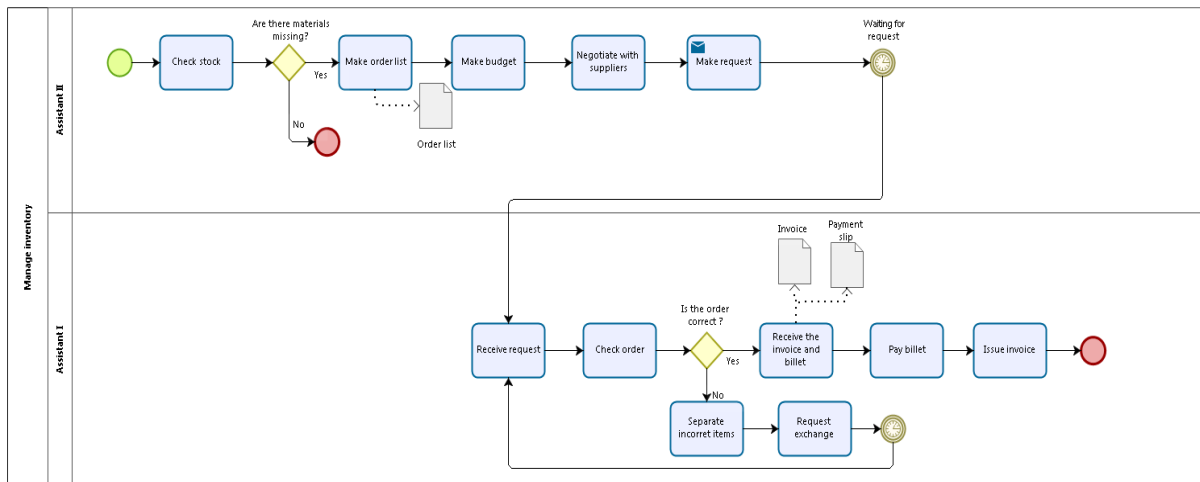 Manage inventory
Assistant II
Assistant I
Are there materials
missing?
Waiting for
request
Check stock
Yes
Make order list
Make budget
Negotiate with
suppliers
Make request
No
Order list
Invoice
Payment
slip
Is the order
correct ?
Receive request
Check order
Yes
Receive the
invoice and
billet
Pay billet
Issue invoice
No
Separate
incorret items
Request
exchange